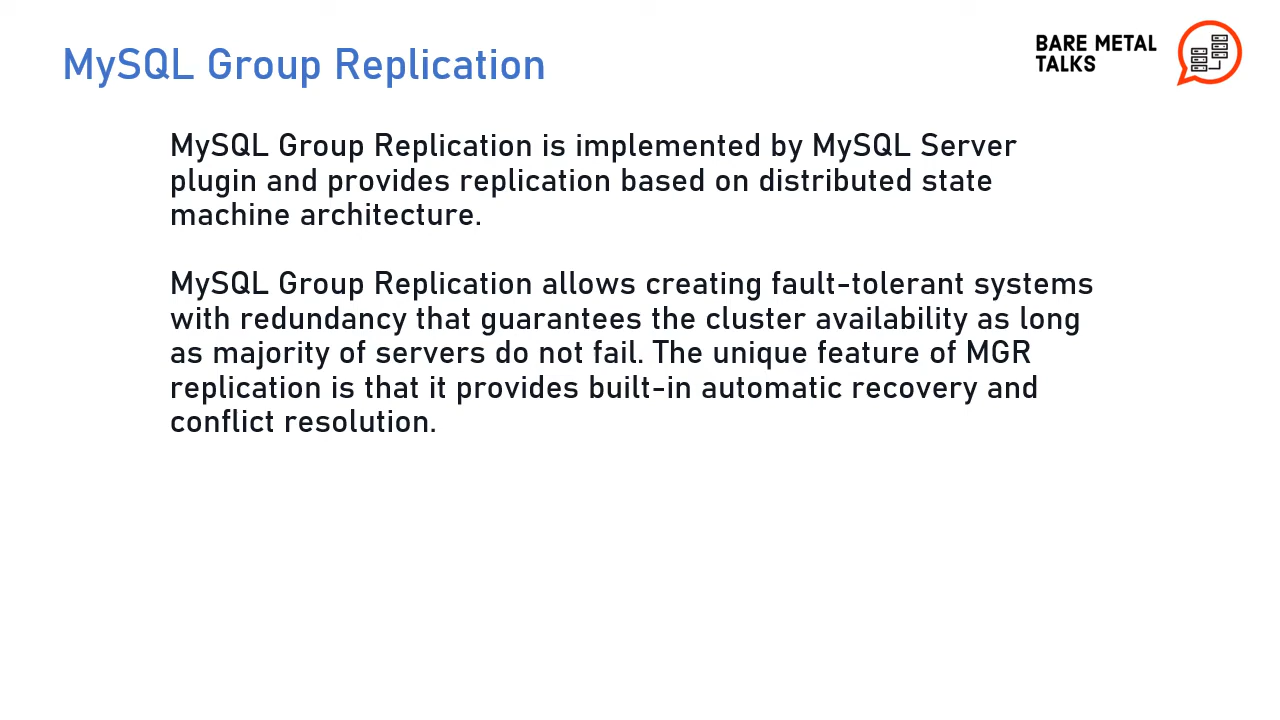 MySQL Group Replication
BARE METAL
TALKS
MySQL Group Replication is implemented by MySQL Server
plugin and provides replication based on distributed state
machine architecture.
MySQL Group Replication allows creating fault-tolerant systems
with redundancy that guarantees the cluster availability as long
as majority of servers do not fail. The unique feature of MGR
replication is that it provides built-in automatic recovery and
conflict resolution.